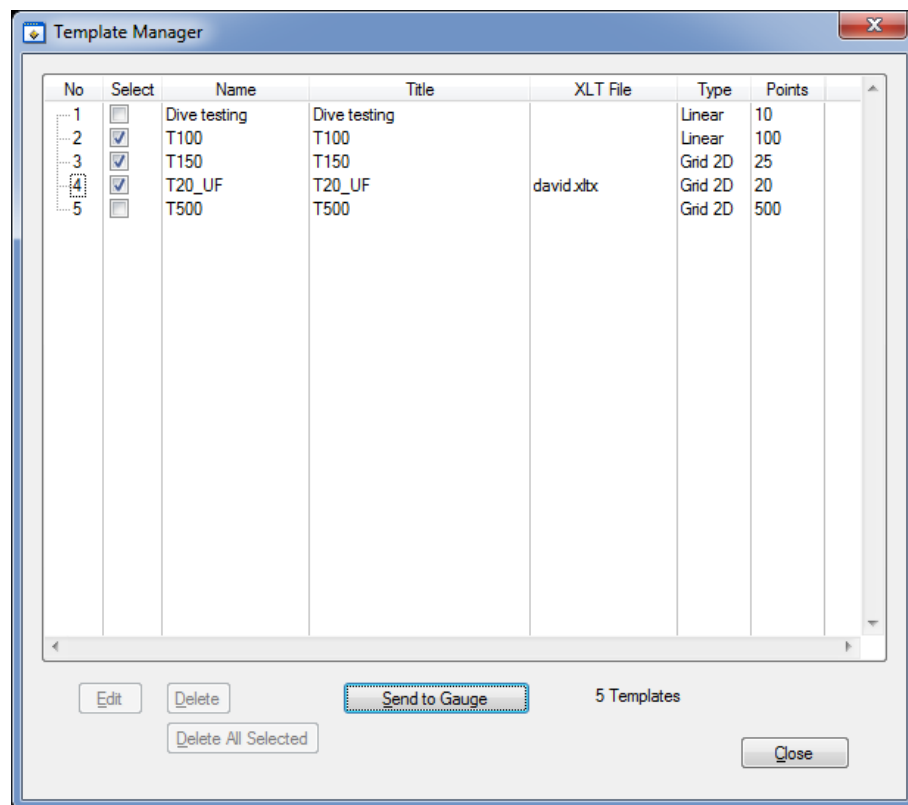 Template Manager
No Select Name Title XLT File Type Points
1 Dive testing Dive testing Linear 10
2 T100 T100 Linear 100
3 T150 T150 Grid 2D 25
4 T20_UF T20_UF david.xltx Grid 2D 20
5 T500 T500 Grid 2D 500
Edit Delete Send to Gauge 5 Templates
Delete All Selected
Close